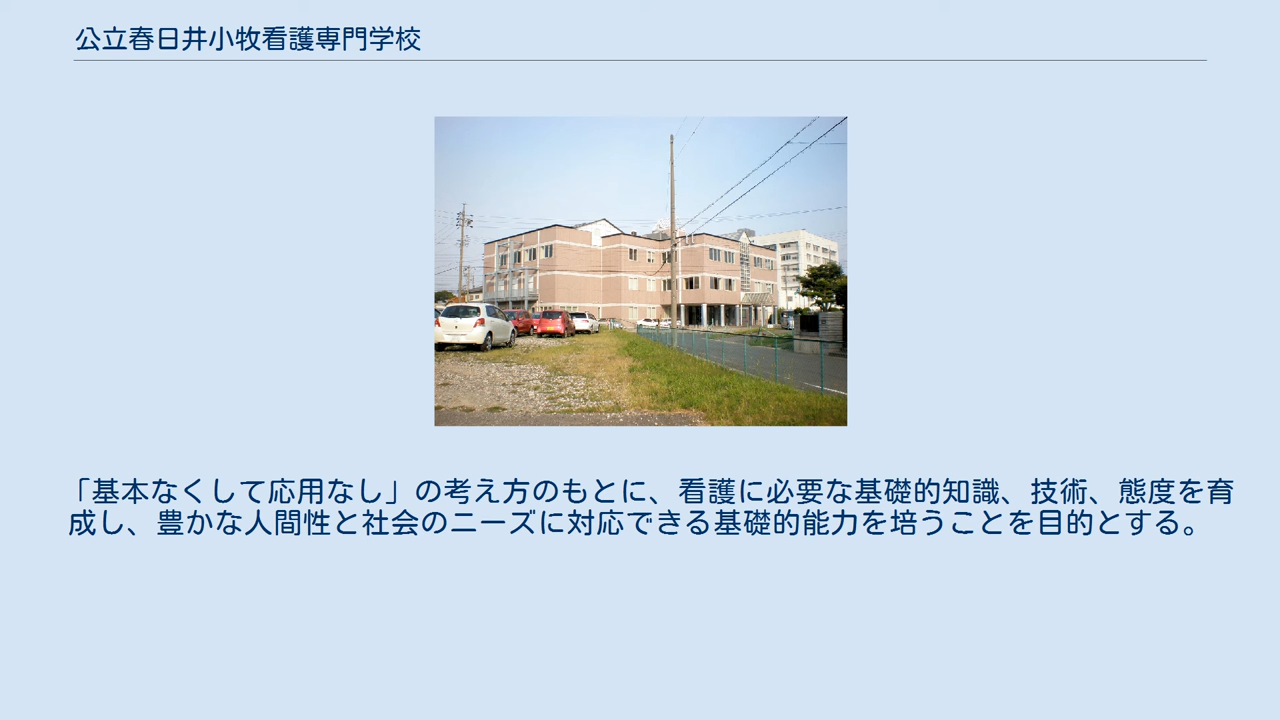 公立春日井小牧看護専門学校
「基本なくして応用なし」の考え方のもとに、看護に必要な基礎的知識、技術、態度を育
成し、豊かな人間性と社会のニーズに対応できる基礎的能力を培うことを目的とする。